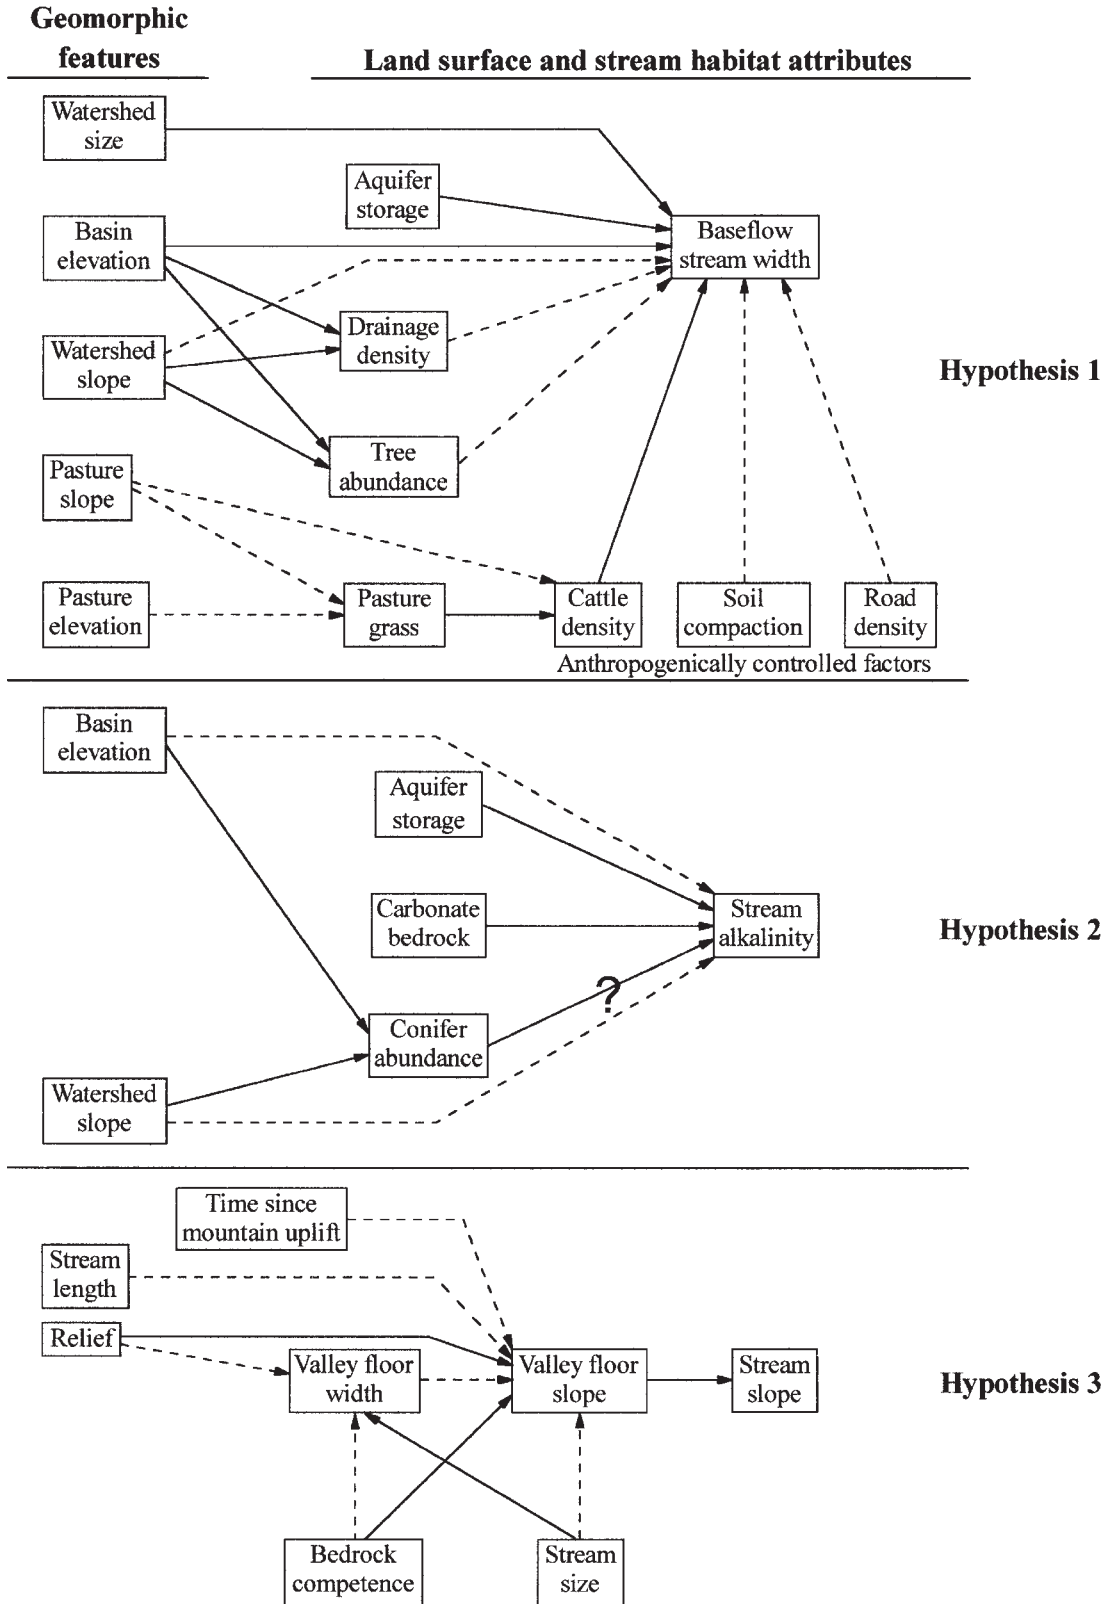 Geomorphic
features
Land surface and stream habitat attributes
Watershed
size
Aquifer
storage
Basin
elevation
Baseflow
stream width
Drainage
density
Watershed
slope
Hypothesis 1
Tree
abundance
Pasture
slope
Pasture
elevation
Pasture
grass
Cattle
density
Soil
compaction
Road
density
Anthropogenically controlled factors
Basin
elevation
Aquifer
storage
Carbonate
bedrock
Stream
alkalinity
Hypothesis 2
?
Conifer
abundance
Watershed
slope
Time since
mountain uplift
Stream
length
Relief
Valley floor
width
Valley floor
slope
Stream
slope
Hypothesis 3
Bedrock
competence
Stream
size